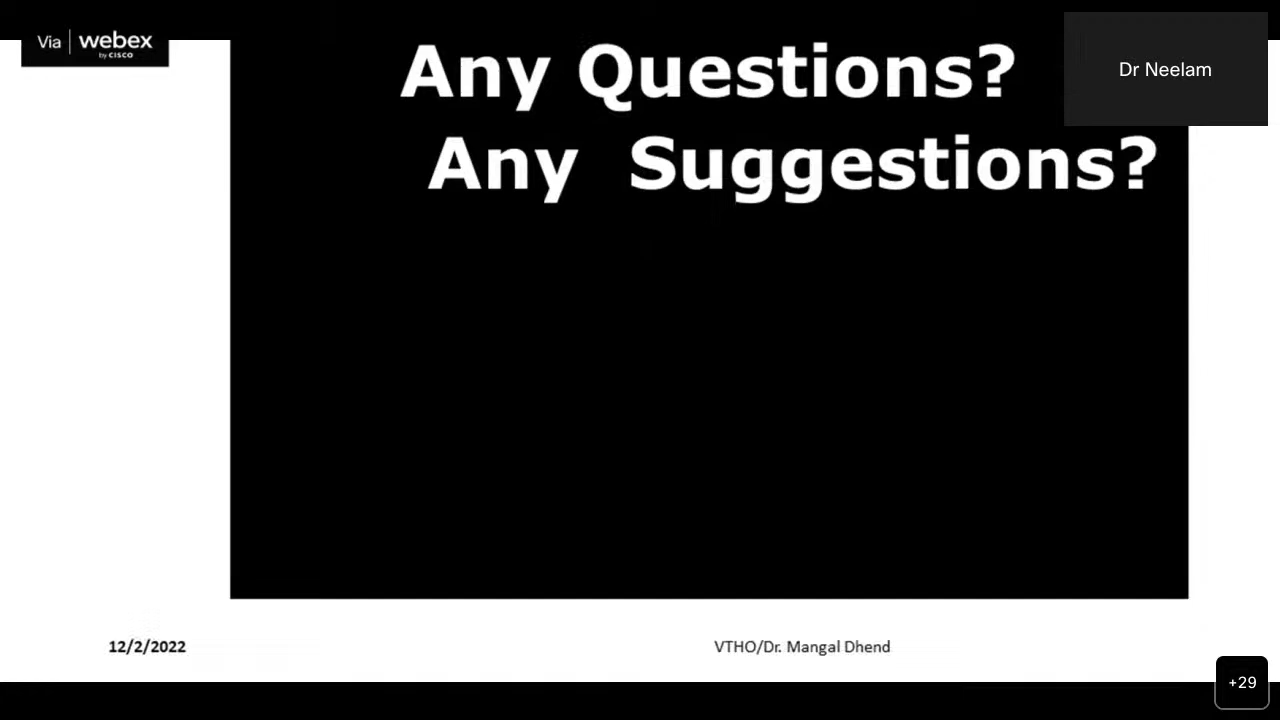 Via webex
by CISCO
Dr Neelam
Any Questions?
Any Suggestions?
12/2/2022
VTHO/Dr. Mangal Dhend
+29